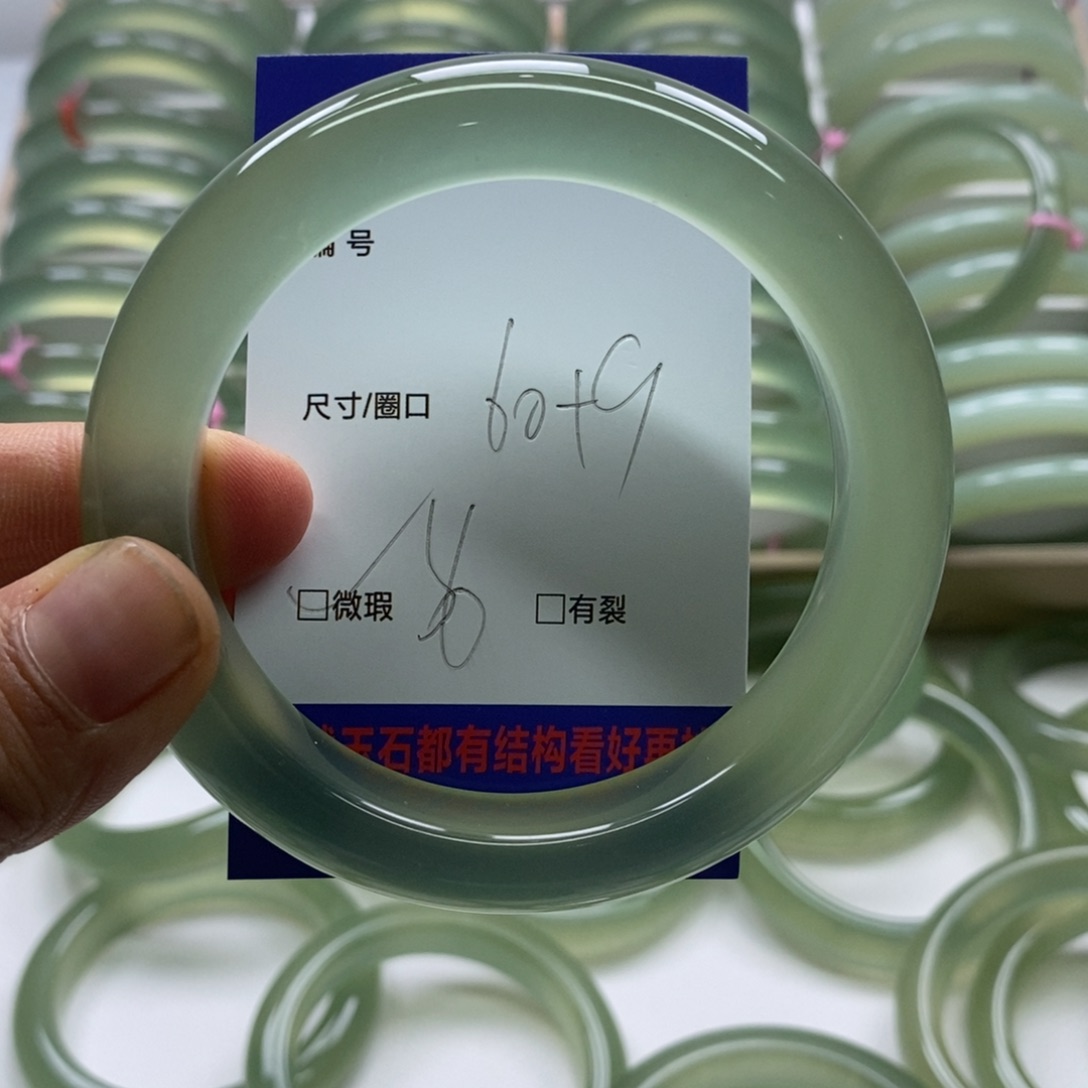 编号
尺寸/圈口 60+9
□微瑕 □有裂
玉石都有结构看好再